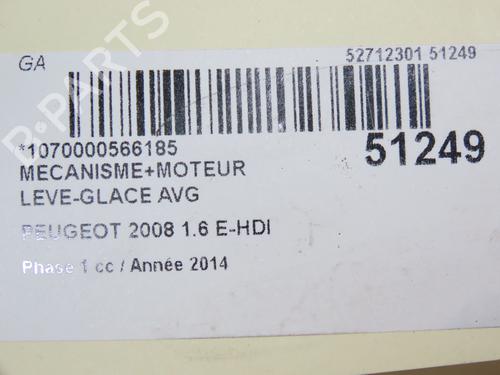 GA
52712301 51249
*1070000566185
51249
MECANISME+MOTEUR
LEVE-GLACE AVG
PEUGEOT 2008 1.6 E-HDI
Phase 1 cc / Année 2014
B-PARTS